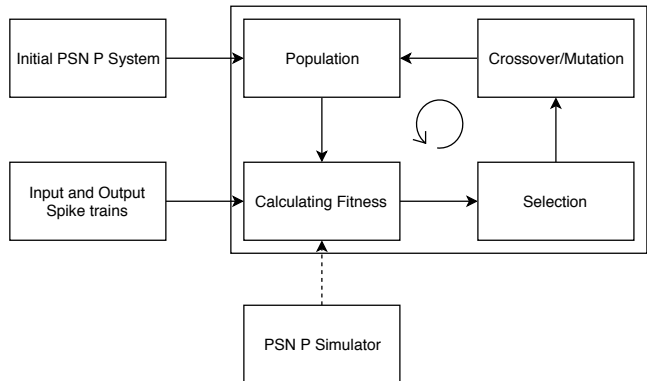 Initial PSN P System
Population
Crossover/Mutation
Input and Output
Spike trains
Calculating Fitness
Selection
PSN P Simulator